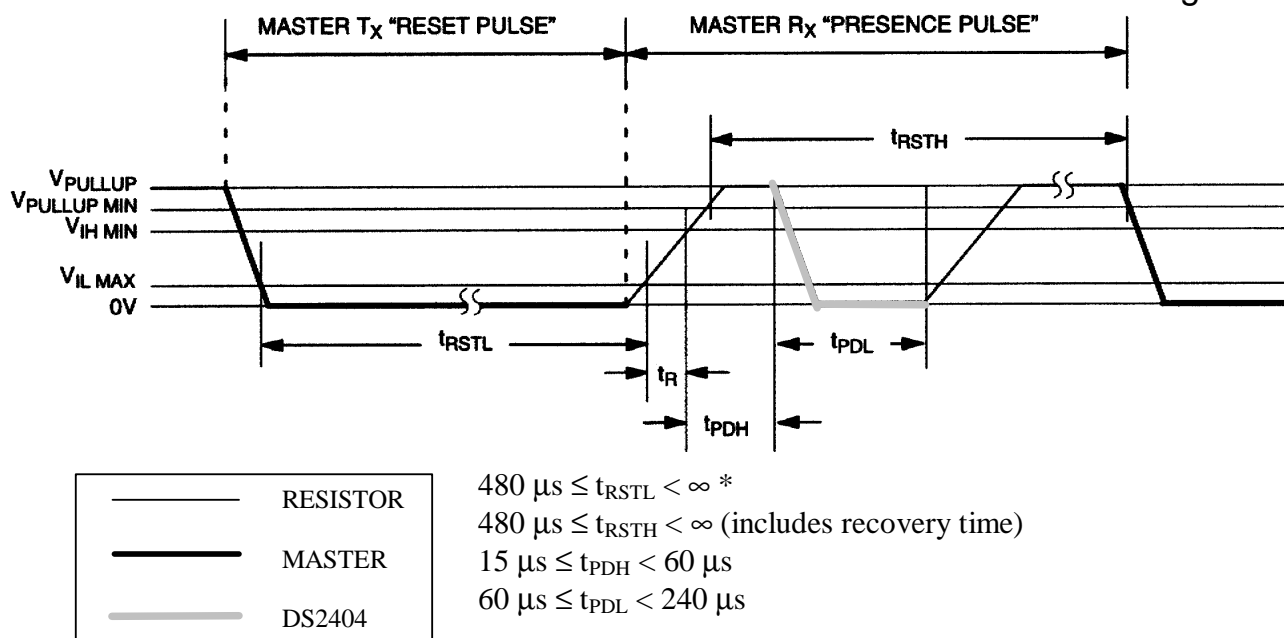 g
MASTER TX "RESET PULSE"
MASTER RX "PRESENCE PULSE"
tRSTH
VPULLUP
VPULLUP MIN
VIH MIN
VIL MAX
0V
tRSTL
tPDL
tR
tPDH
RESISTOR
MASTER
DS2404
480 μs ≤ tRSTL < ∞ *
480 μs ≤ tRSTH < ∞ (includes recovery time)
15 μs ≤ tPDH < 60 μs
60 μs ≤ tPDL < 240 μs